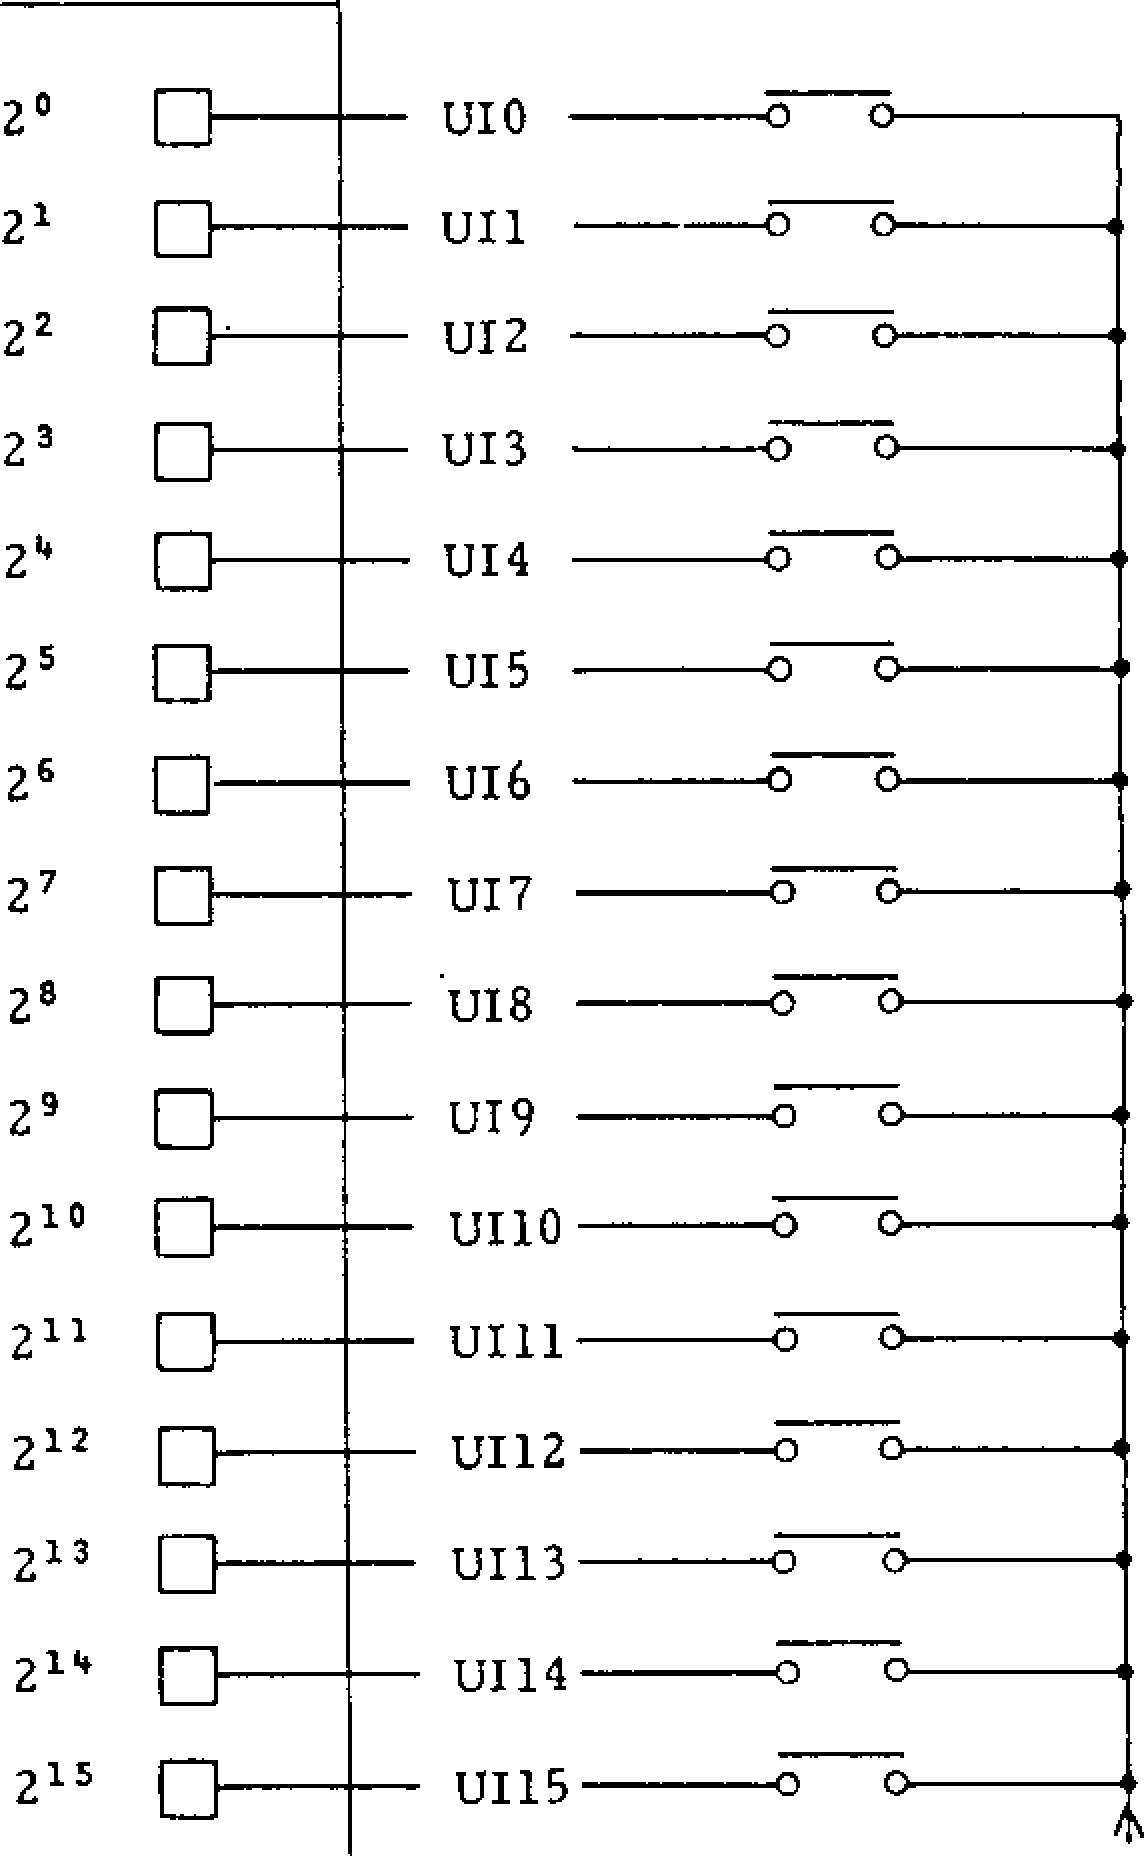 2⁰ UI0
2¹ UI1
2² UI2
2³ UI3
2⁴ UI4
2⁵ UI5
2⁶ UI6
2⁷ UI7
2⁸ UI8
2⁹ UI9
2¹⁰ UI10
2¹¹ UI11
2¹² UI12
2¹³ UI13
2¹⁴ UI14
2¹⁵ UI15